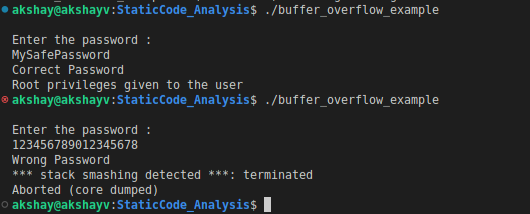 akshay@akshayv:StaticCode_Analysis$ ./buffer_overflow_example
Enter the password :
MySafePassword
Correct Password
Root privileges given to the user
akshay@akshayv:StaticCode_Analysis$ ./buffer_overflow_example
Enter the password :
123456789012345678
Wrong Password
*** stack smashing detected ***: terminated
Aborted (core dumped)
akshay@akshayv:StaticCode_Analysis$